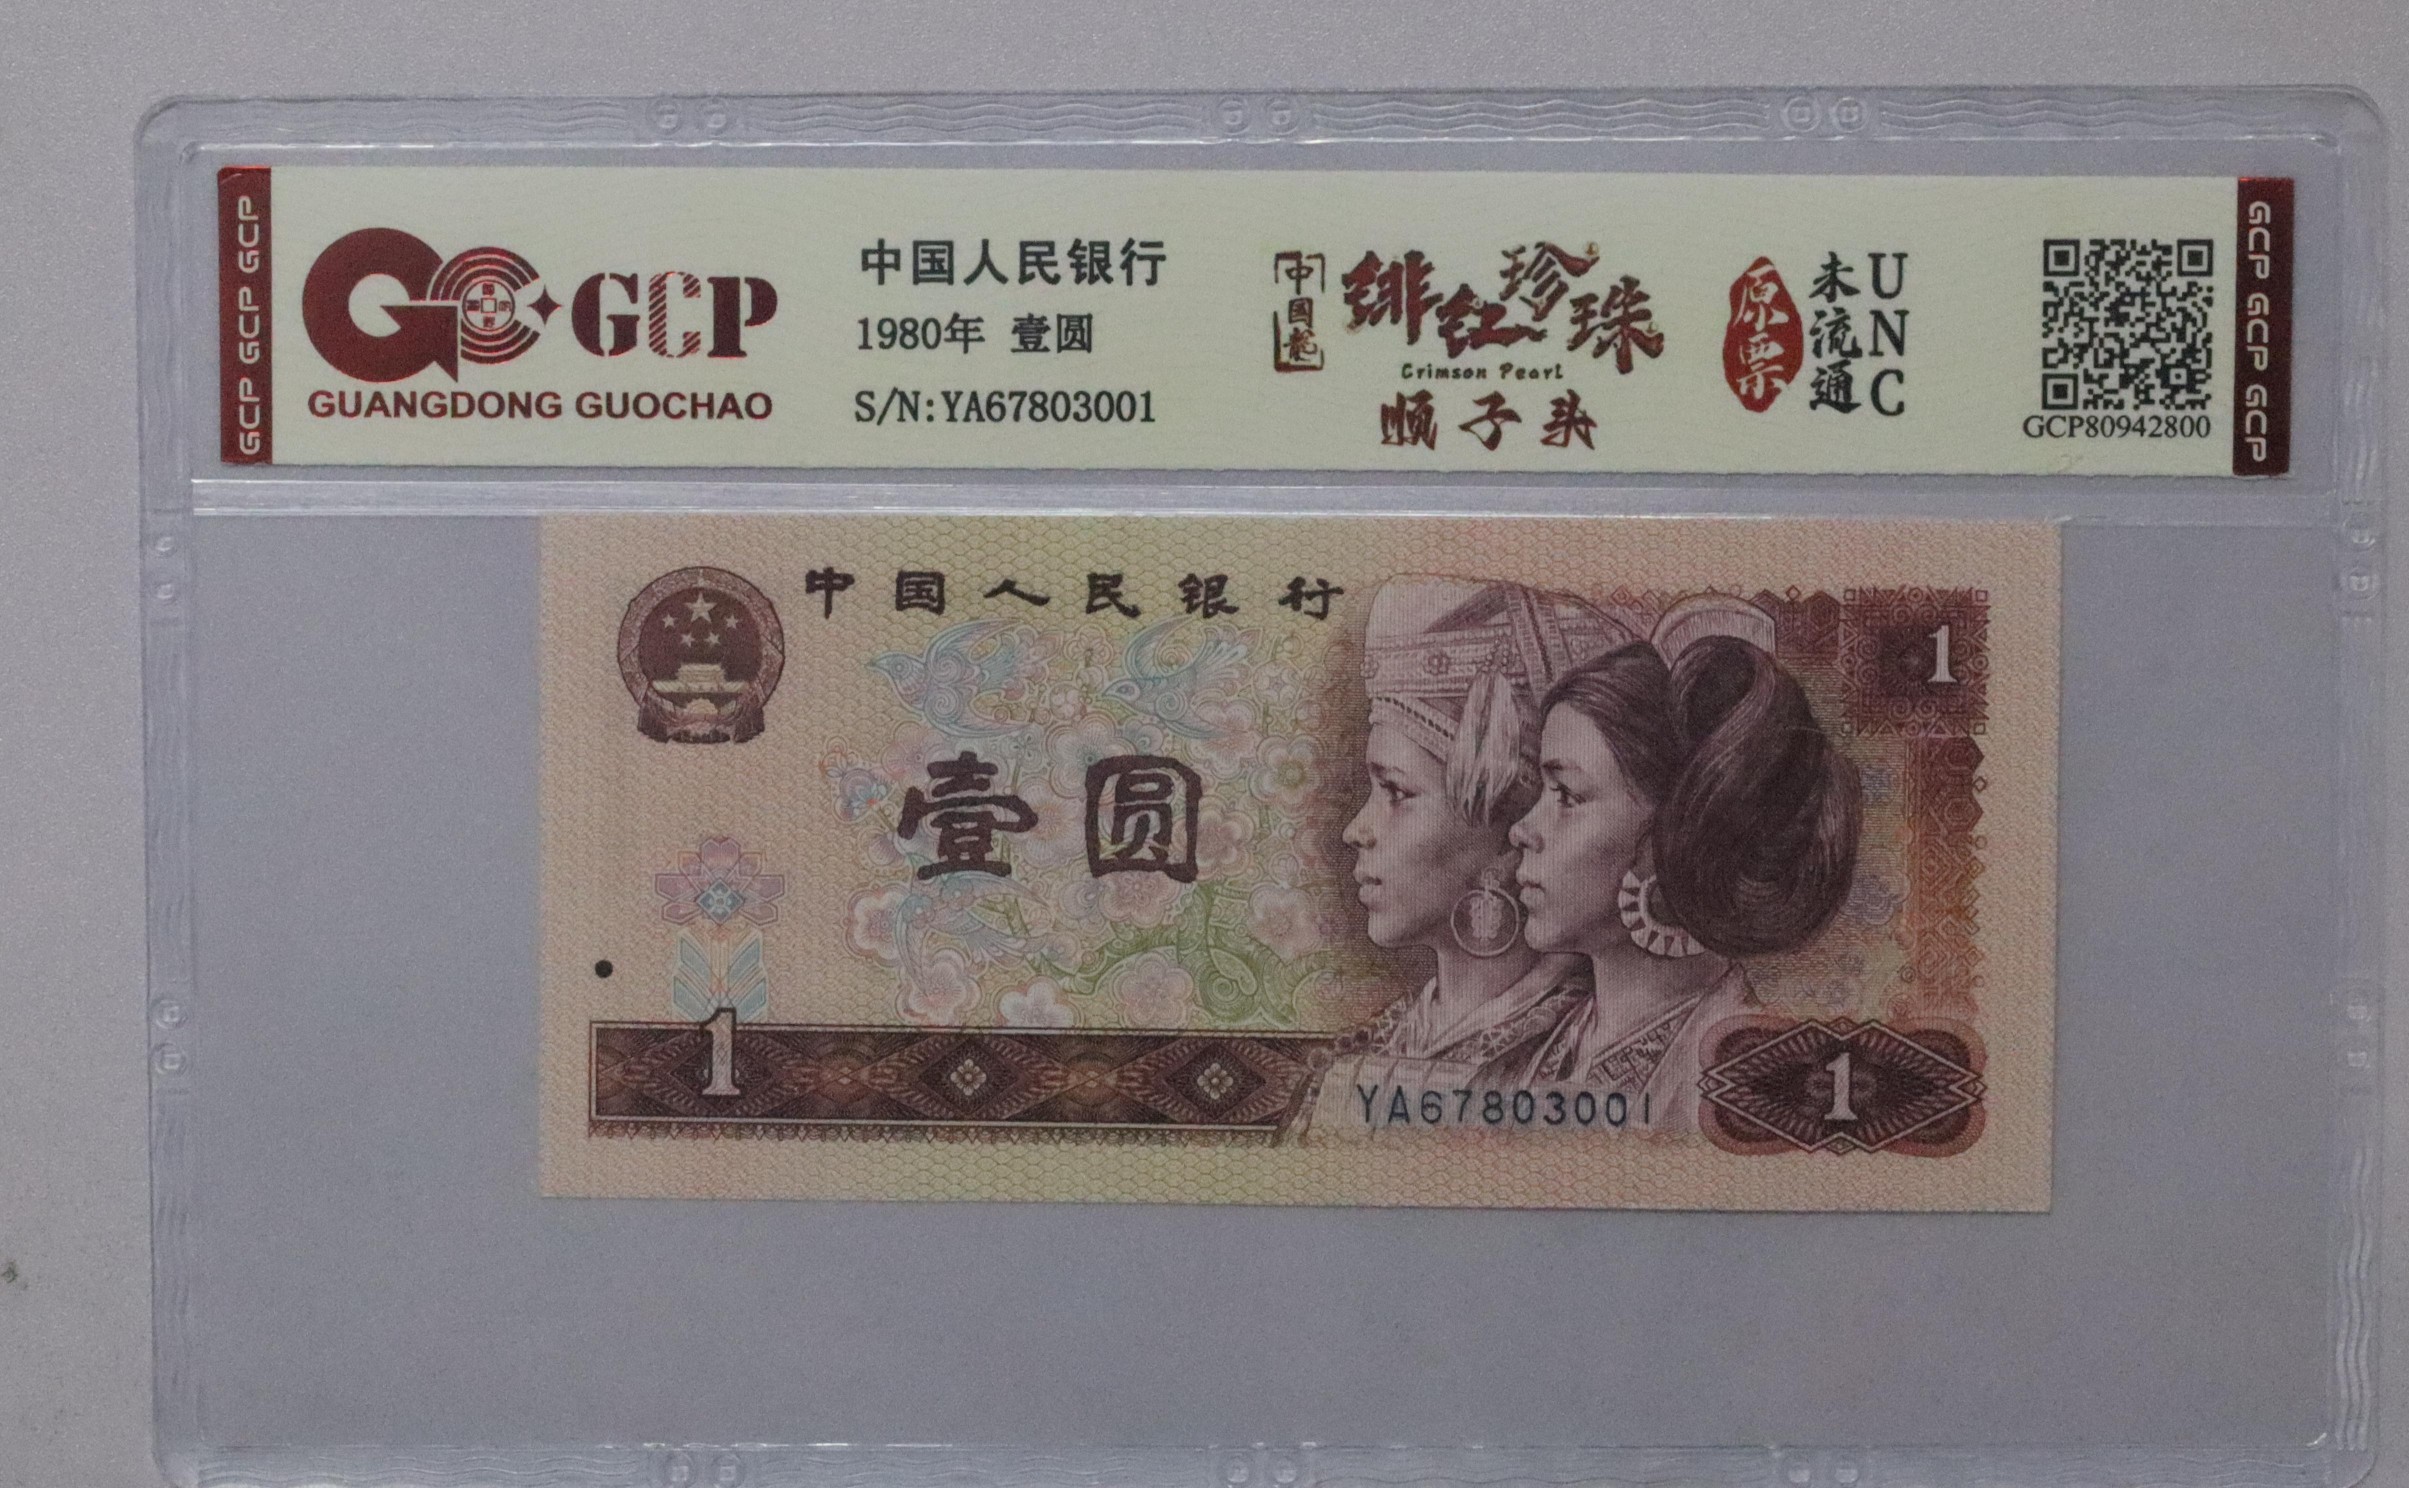 GCP GCP GCP
GCP
GUANGDONG GUOCHAO
中国人民银行
1980年 壹圆
S/N:YA67803001
中国龍
绯红珍珠
Crimson Pearl
顺子头
原票
未流通
UNC
GCP80942800
GCP GCP GCP
中国人民银行
1
壹圆
1
YA67803001
1